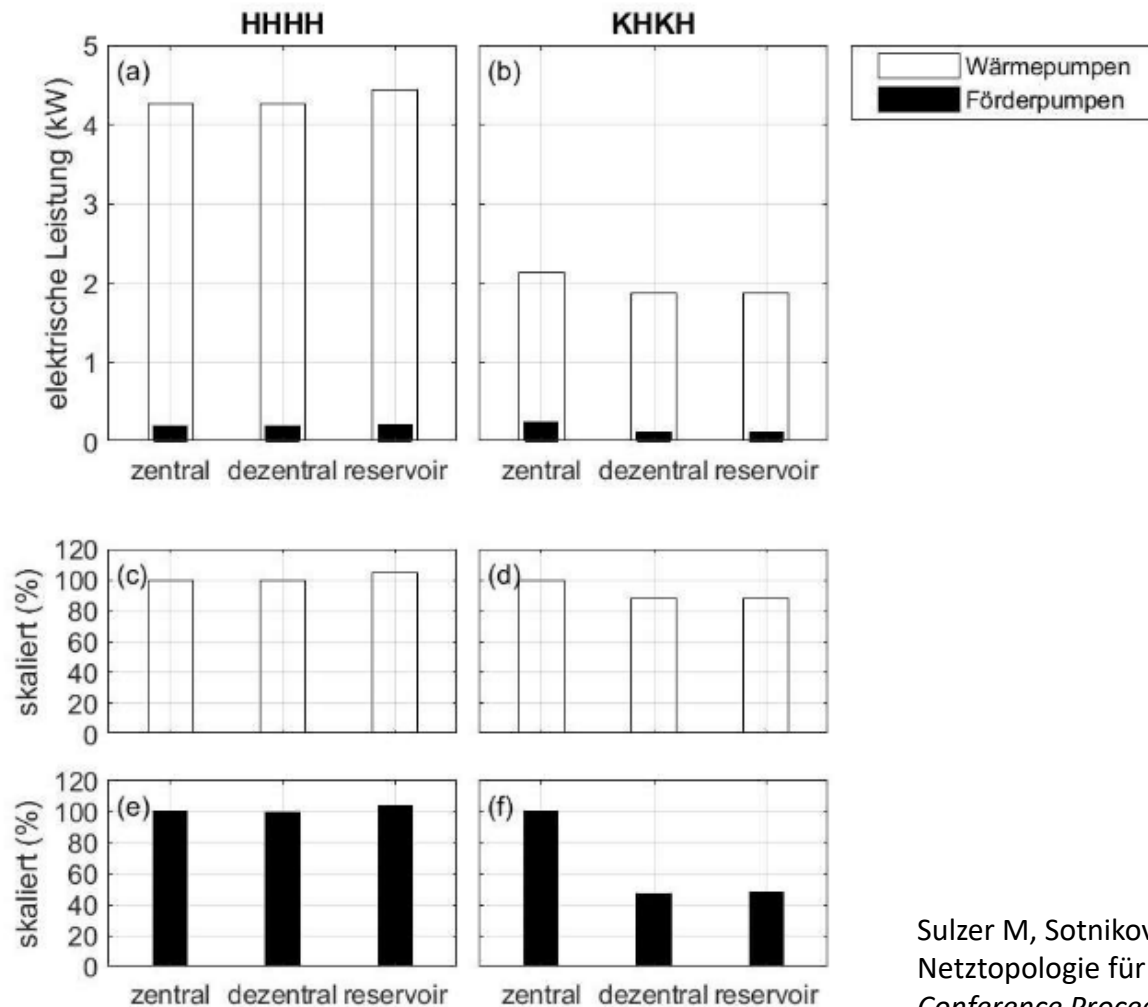 HHHH
KHKH
(a)
(b)
Wärmepumpen
Förderpumpen
elektrische Leistung (kW)
5
4
3
2
1
0
zentral dezentral reservoir
zentral dezentral reservoir
skaliert (%)
120
100
80
60
40
20
0
(c)
(d)
skaliert (%)
120
100
80
60
40
20
0
(e)
(f)
zentral dezentral reservoir
zentral dezentral reservoir
Sulzer M, Sotnikov
Netztopologie für
Conference Proce